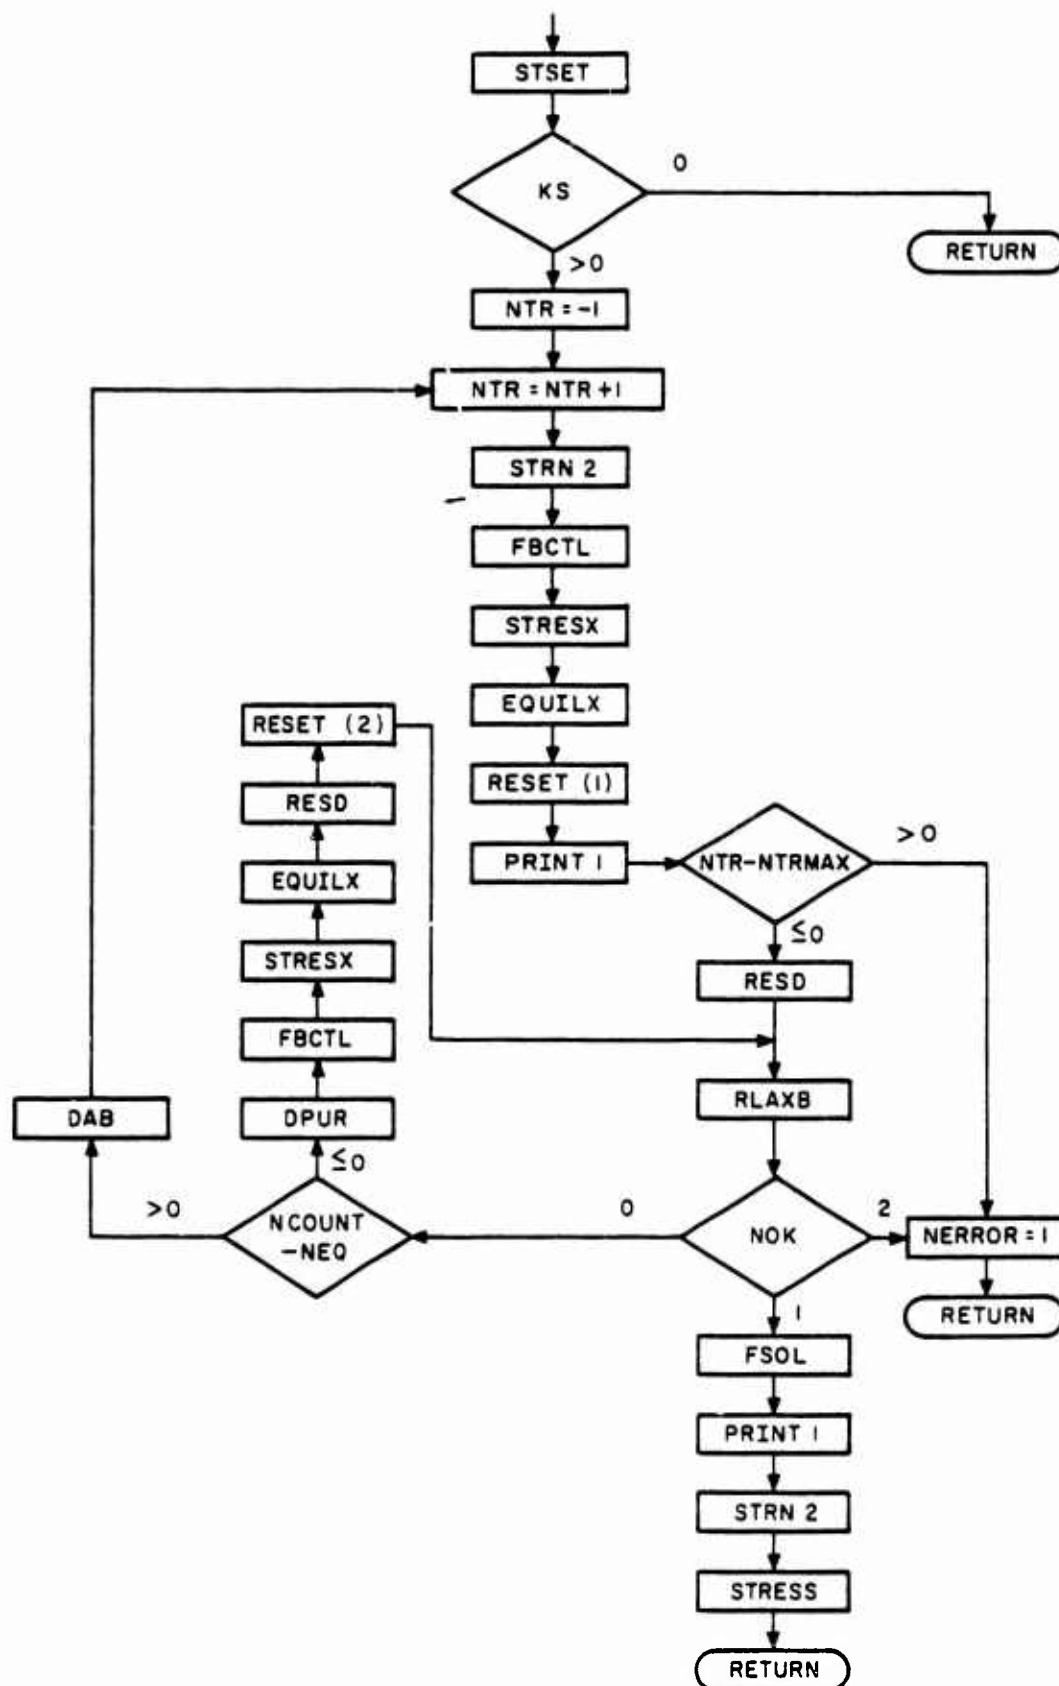 STSET
KS
0
RETURN
>0
NTR = -1
NTR = NTR +1
STRN 2
FBCTL
STRESX
EQUILX
RESET (1)
PRINT 1
NTR-NTRMAX
>0
≤0
RESD
RLAXB
NOK
0
2
1
NERROR = 1
RETURN
NCOUNT
-NEQ
>0
≤0
DAB
DPUR
FBCTL
STRESX
EQUILX
RESD
RESET (2)
FSOL
PRINT 1
STRN 2
STRESS
RETURN